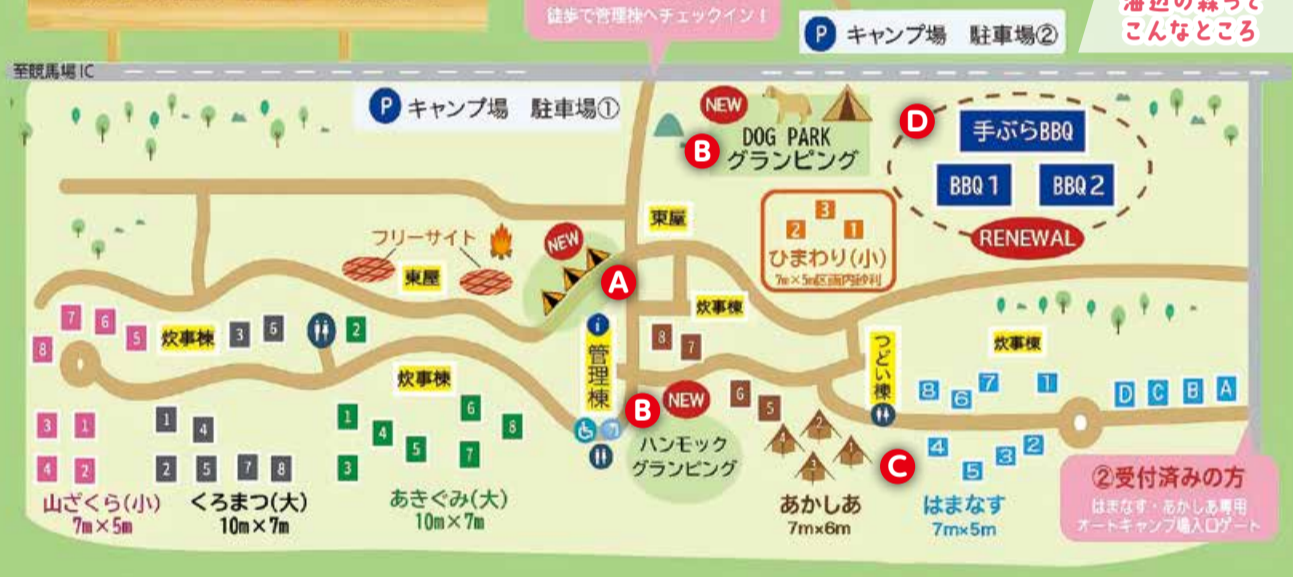 徒歩で管理棟へチェックイン！
海辺の森って
こんなところ
P キャンプ場 駐車場②
至競馬場IC
P キャンプ場 駐車場①
NEW
B DOG PARK
グランピング
D
手ぶらBBQ
BBQ 1 BBQ 2
RENEWAL
東屋
3
2 1
ひまわり(小)
7m×5m区画内砂利
フリーサイト
NEW
東屋
A
炊事棟
i
管理棟
7 6 5 8
炊事棟
3 6
2
炊事棟
8 7
つどい棟
炊事棟
8 6 7 1
D C B A
B NEW
ハンモック
グランピング
6 5
2
4 1
3
C
3 1
4 2
山ざくら(小)
7m×5m
1 4
2 5 7 8
くろまつ(大)
10m×7m
1 4 6 8
3 5 7
あきぐみ(大)
10m×7m
あかしあ
7m×6m
4 5 3 2
はまなす
7m×5m
②受付済みの方
はまなす・あかしあ専用
オートキャンプ場入口ゲート